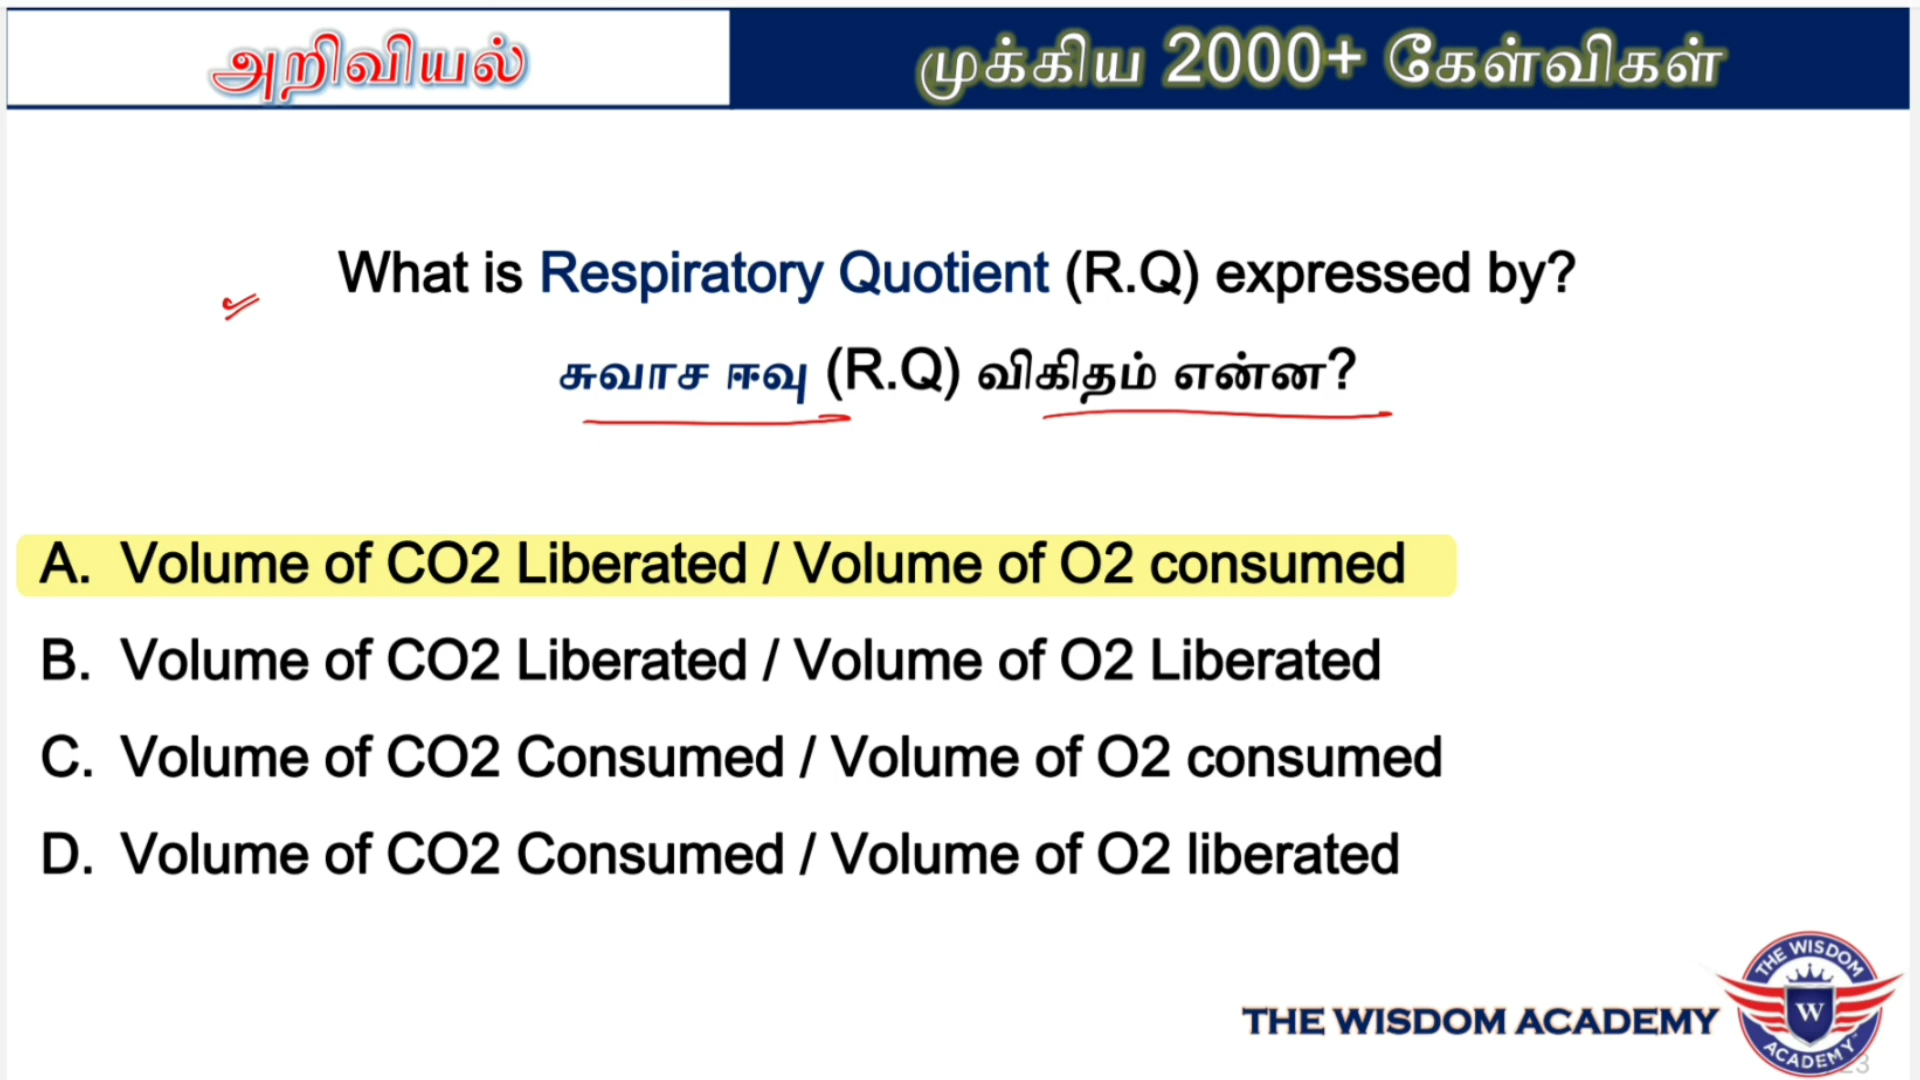 அறிவியல்
முக்கிய 2000+ கேள்விகள்
What is Respiratory Quotient (R.Q) expressed by?
சுவாச ஈவு (R.Q) விகிதம் என்ன?
A. Volume of CO2 Liberated / Volume of O2 consumed
B. Volume of CO2 Liberated / Volume of O2 Liberated
C. Volume of CO2 Consumed / Volume of O2 consumed
D. Volume of CO2 Consumed / Volume of O2 liberated
THE WISDOM ACADEMY
THE WISDOM
W
ACADEMY